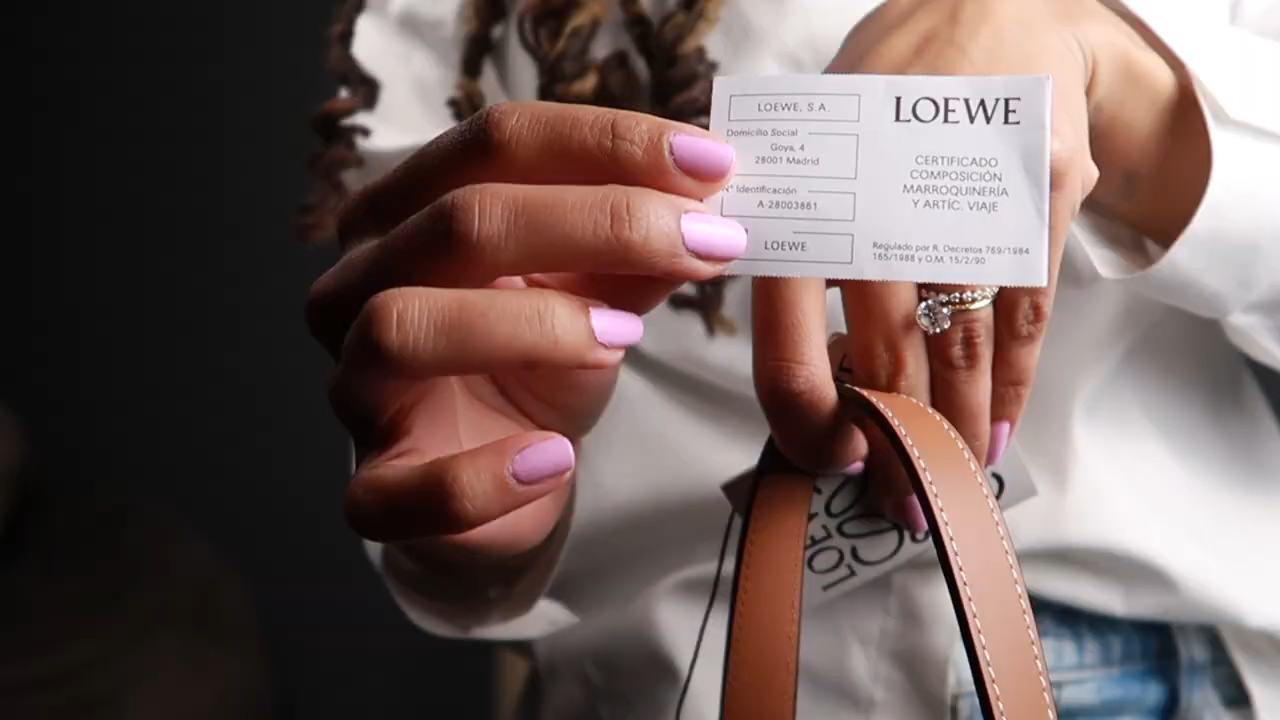 LOEWE, S.A.
Domicilio Social
Goya, 4
28001 Madrid
Nº Identificación
A-28003861
LOEWE
LOEWE
CERTIFICADO
COMPOSICIÓN
MARROQUINERÍA
Y ARTÍC. VIAJE
Regulado por R. Decretos 769/1984
165/1988 y O.M. 15/2/90